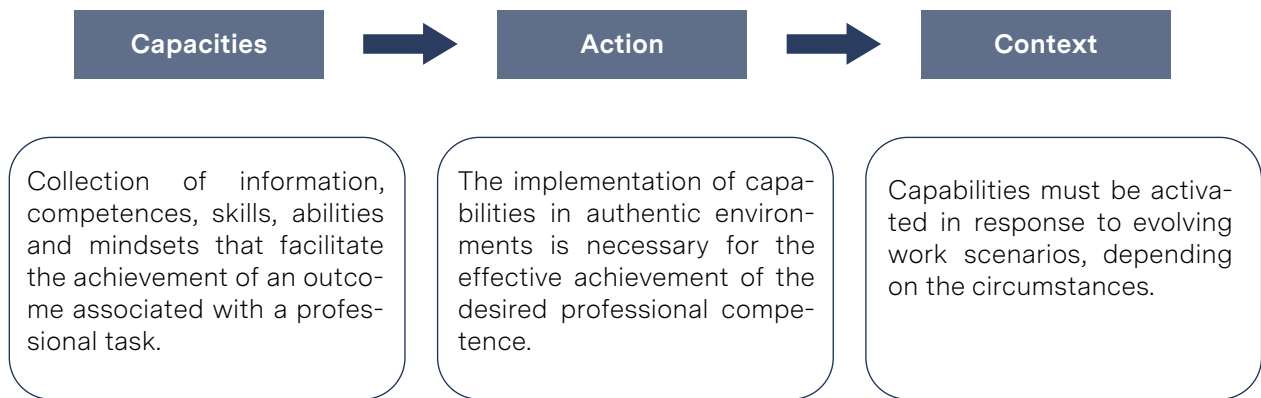 Capacities
Action
Context
Collection of information,
competences, skills, abilities
and mindsets that facilitate
the achievement of an outco-
me associated with a profes-
sional task.
The implementation of capa-
bilities in authentic environ-
ments is necessary for the
effective achievement of the
desired professional compe-
tence.
Capabilities must be activa-
ted in response to evolving
work scenarios, depending
on the circumstances.